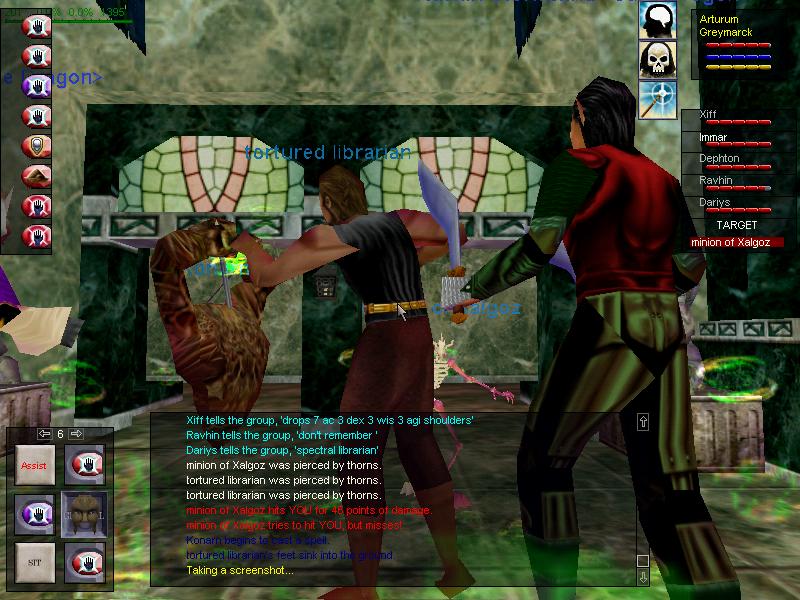 Arturum
Greymarck
Xiff
Immar
Dephton
Ravhin
Dariys
TARGET
minion of Xalgoz
tortured librarian
6
Assist
SIT
Xiff tells the group, 'drops 7 ac 3 dex 3 wis 3 agi shoulders'
Ravhin tells the group, 'don't remember '
Dariys tells the group, 'spectral librarian'
minion of Xalgoz was pierced by thorns.
tortured librarian was pierced by thorns.
tortured librarian was pierced by thorns.
minion of Xalgoz hits YOU for 46 points of damage.
minion of Xalgoz tries to hit YOU, but misses!
Konarn begins to cast a spell.
tortured librarian's feet sink into the ground
Taking a screenshot...